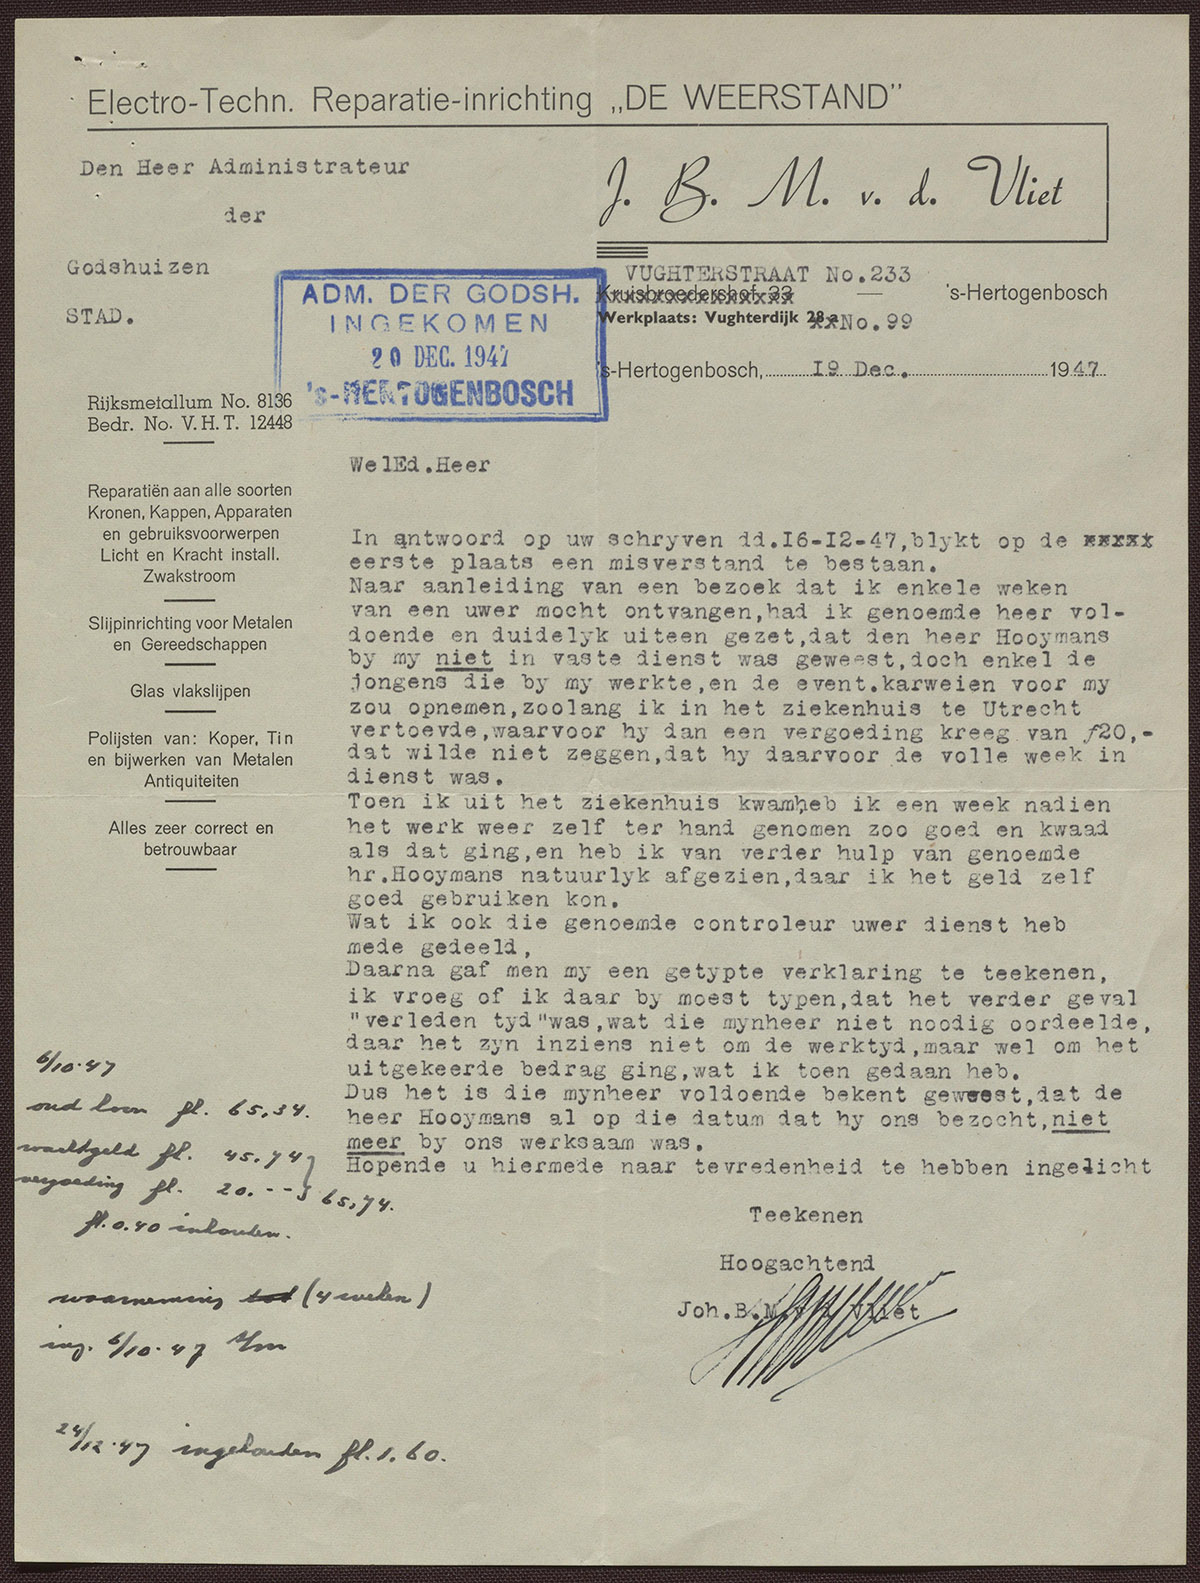 Electro-Techn. Reparatie-inrichting „DE WEERSTAND”
Den Heer Administrateur
der
Godshuizen
STAD.
J. B. M. v. d. Vliet
VUGHTERSTRAAT No.233
Kruisbroedershof 33 — 's-Hertogenbosch
Werkplaats: Vughterdijk 28a No.99
's-Hertogenbosch, 19 Dec. 1947
ADM. DER GODSH.
INGEKOMEN
20 DEC. 1947
's-HERTOGENBOSCH
Rijksmetallum No. 8136
Bedr. No. V.H.T. 12448
Reparatiën aan alle soorten
Kronen, Kappen, Apparaten
en gebruiksvoorwerpen
Licht en Kracht install.
Zwakstroom
Slijpinrichting voor Metalen
en Gereedschappen
Glas vlakslijpen
Polijsten van: Koper, Tin
en bijwerken van Metalen
Antiquiteiten
Alles zeer correct en
betrouwbaar
WelEd.Heer
In antwoord op uw schryven dd.I6-I2-47,blykt op de
eerste plaats een misverstand te bestaan.
Naar aanleiding van een bezoek dat ik enkele weken
van een uwer mocht ontvangen,had ik genoemde heer vol-
doende en duidelyk uiteen gezet,dat den heer Hooymans
by my niet in vaste dienst was geweest,doch enkel de
jongens die by my werkte,en de event.karweien voor my
zou opnemen,zoolang ik in het ziekenhuis te Utrecht
vertoevde,waarvoor hy dan een vergoeding kreeg van ƒ20,-
dat wilde niet zeggen,dat hy daarvoor de volle week in
dienst was.
Toen ik uit het ziekenhuis kwam,heb ik een week nadien
het werk weer zelf ter hand genomen zoo goed en kwaad
als dat ging,en heb ik van verder hulp van genoemde
hr.Hooymans natuurlyk afgezien,daar ik het geld zelf
goed gebruiken kon.
Wat ik ook die genoemde controleur uwer dienst heb
mede gedeeld,
Daarna gaf men my een getypte verklaring te teekenen,
ik vroeg of ik daar by moest typen,dat het verder geval
"verleden tyd"was,wat die mynheer niet noodig oordeelde,
daar het zyn inziens niet om de werktyd,maar wel om het
uitgekeerde bedrag ging,wat ik toen gedaan heb.
Dus het is die mynheer voldoende bekent geweest,dat de
heer Hooymans al op die datum dat hy ons bezocht,niet
meer by ons werksaam was.
Hopende u hiermede naar tevredenheid te hebben ingelicht
Teekenen
Hoogachtend
Joh.B.M.v.d. Vliet
6/10-47
oud loon fl. 65,34.
wachtgeld fl. 45.74
vergoeding fl. 20.-- 65,74.
fl. 0.40 inhouden.
waarneming tot (4 weken)
ing. 6/10-47 t/m
24/12-47 ingehouden fl. 1.60.